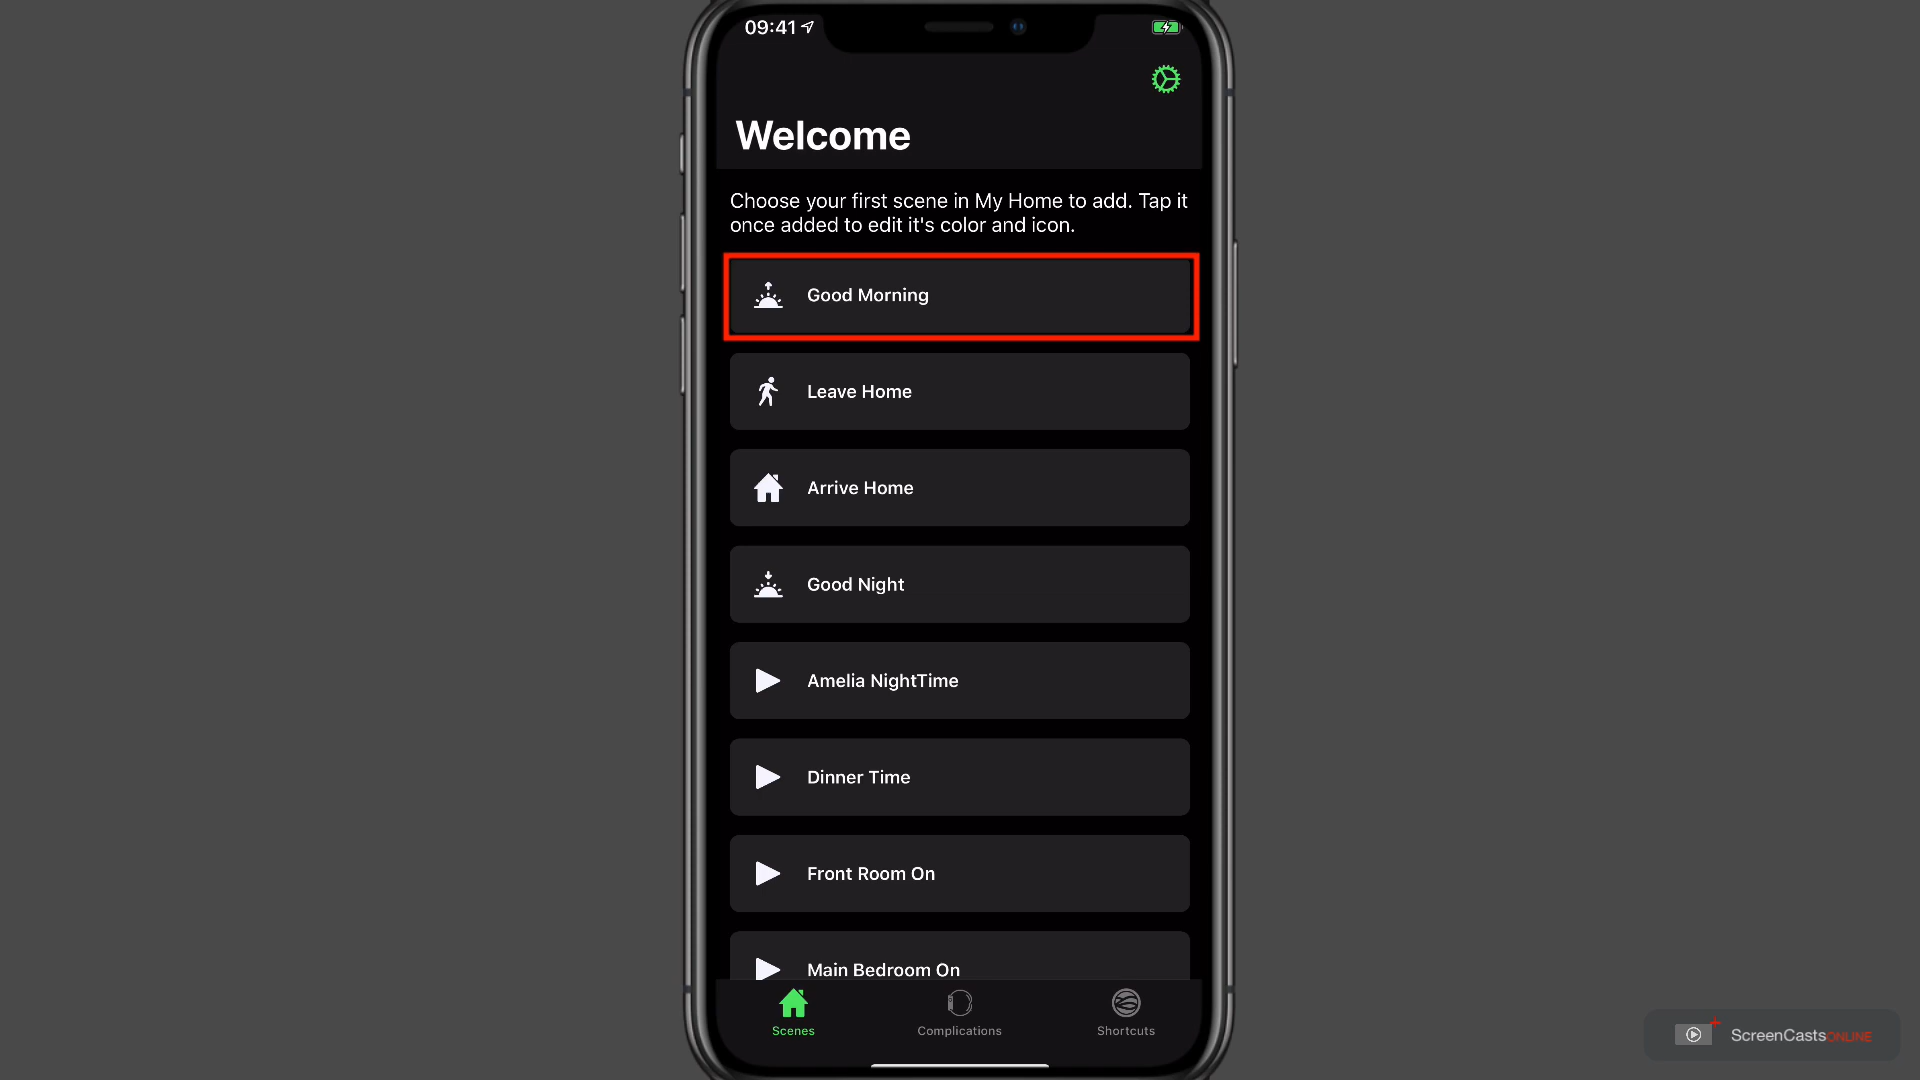 09:41
Welcome
Choose your first scene in My Home to add. Tap it
once added to edit it's color and icon.
Good Morning
Leave Home
Arrive Home
Good Night
Amelia NightTime
Dinner Time
Front Room On
Main Bedroom On
Scenes
Complications
Shortcuts
ScreenCastsONLINE